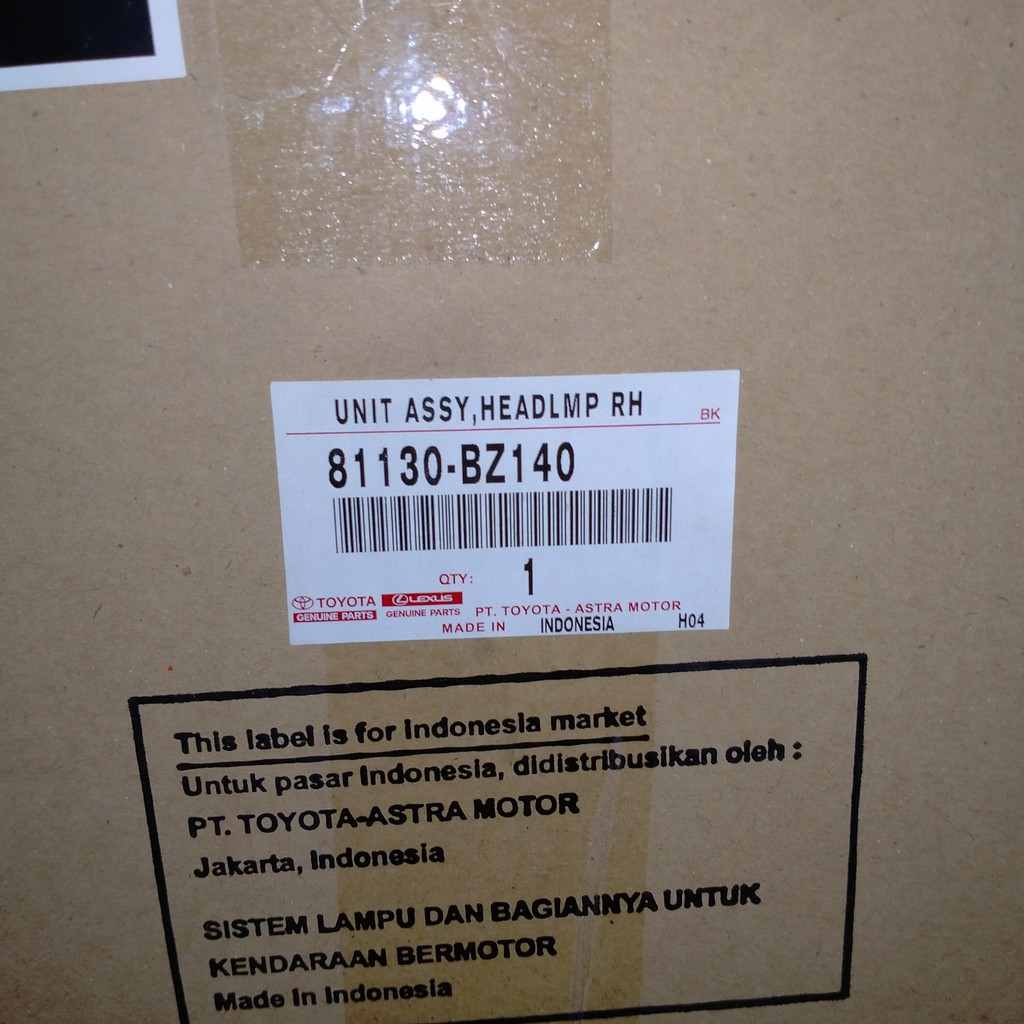 UNIT ASSY,HEADLMP RH
BK
81130-BZ140
QTY: 1
TOYOTA
GENUINE PARTS
LEXUS
GENUINE PARTS
PT. TOYOTA - ASTRA MOTOR
MADE IN INDONESIA H04
This label is for Indonesia market
Untuk pasar Indonesia, didistribusikan oleh :
PT. TOYOTA-ASTRA MOTOR
Jakarta, Indonesia
SISTEM LAMPU DAN BAGIANNYA UNTUK
KENDARAAN BERMOTOR
Made In Indonesia